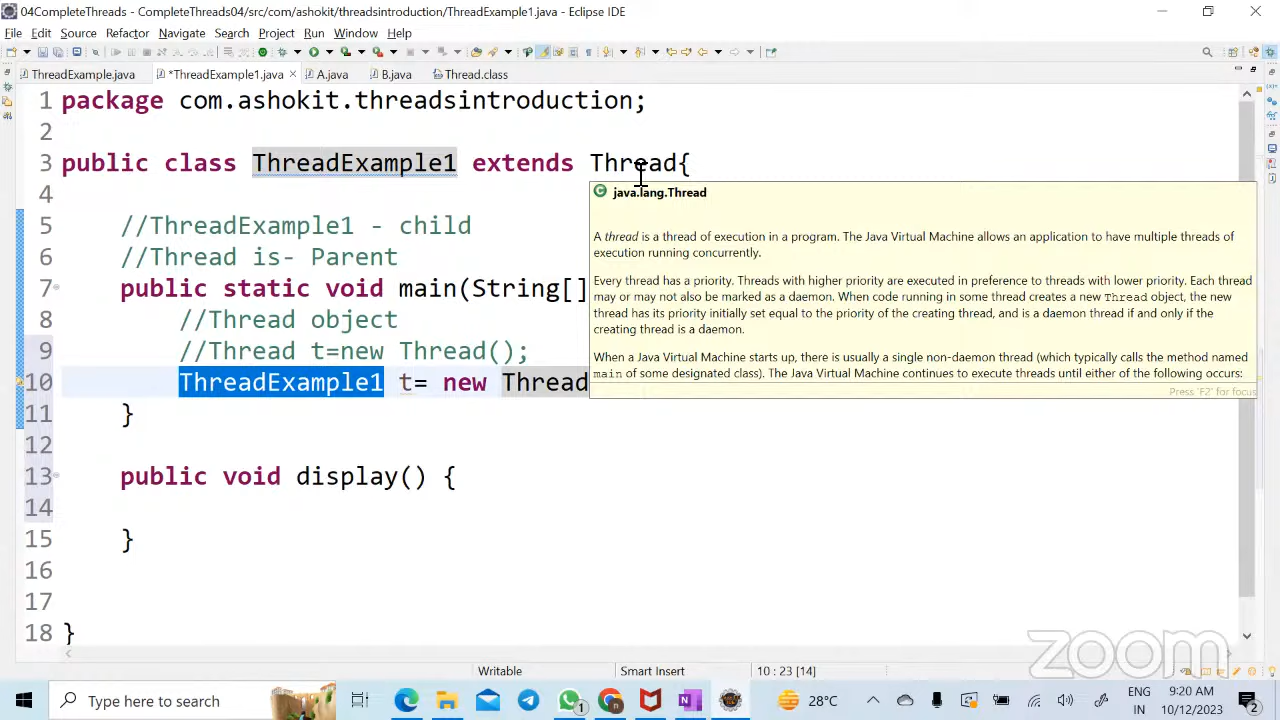 04CompleteThreads - CompleteThreads04/src/com/ashokit/threadsintroduction/ThreadExample1.java - Eclipse IDE
File Edit Source Refactor Navigate Search Project Run Window Help
ThreadExample.java *ThreadExample1.java A.java B.java Thread.class
1 package com.ashokit.threadsintroduction;
2
3 public class ThreadExample1 extends Thread{
4
java.lang.Thread
5 //ThreadExample1 - child
A thread is a thread of execution in a program. The Java Virtual Machine allows an application to have multiple threads of
execution running concurrently.
6 //Thread is- Parent
Every thread has a priority. Threads with higher priority are executed in preference to threads with lower priority. Each thread
7 public static void main(String[]
may or may not also be marked as a daemon. When code running in some thread creates a new Thread object, the new
thread has its priority initially set equal to the priority of the creating thread, and is a daemon thread if and only if the
8 //Thread object
creating thread is a daemon.
9 //Thread t=new Thread();
When a Java Virtual Machine starts up, there is usually a single non-daemon thread (which typically calls the method named
main of some designated class). The Java Virtual Machine continues to execute threads until either of the following occurs:
10 ThreadExample1 t= new Thread
Press 'F2' for focus
11 }
12
13 public void display() {
14
15 }
16
17
18 }
zoom
Writable Smart Insert 10 : 23 [14]
Type here to search 1 28°C ENG 9:20 AM
IN 10/12/2023 2